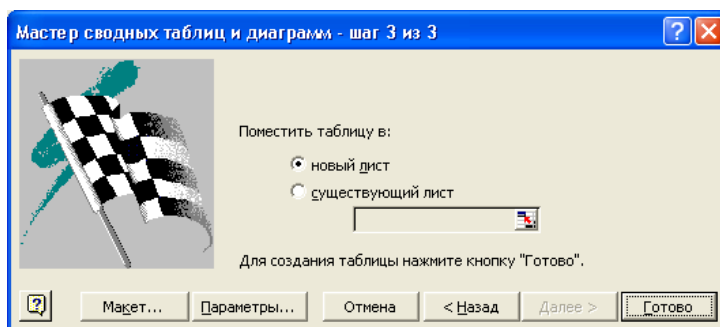 Мастер сводных таблиц и диаграмм - шаг 3 из 3
Поместить таблицу в:
новый лист
существующий лист
Для создания таблицы нажмите кнопку "Готово".
Макет... Параметры... Отмена < Назад Далее > Готово